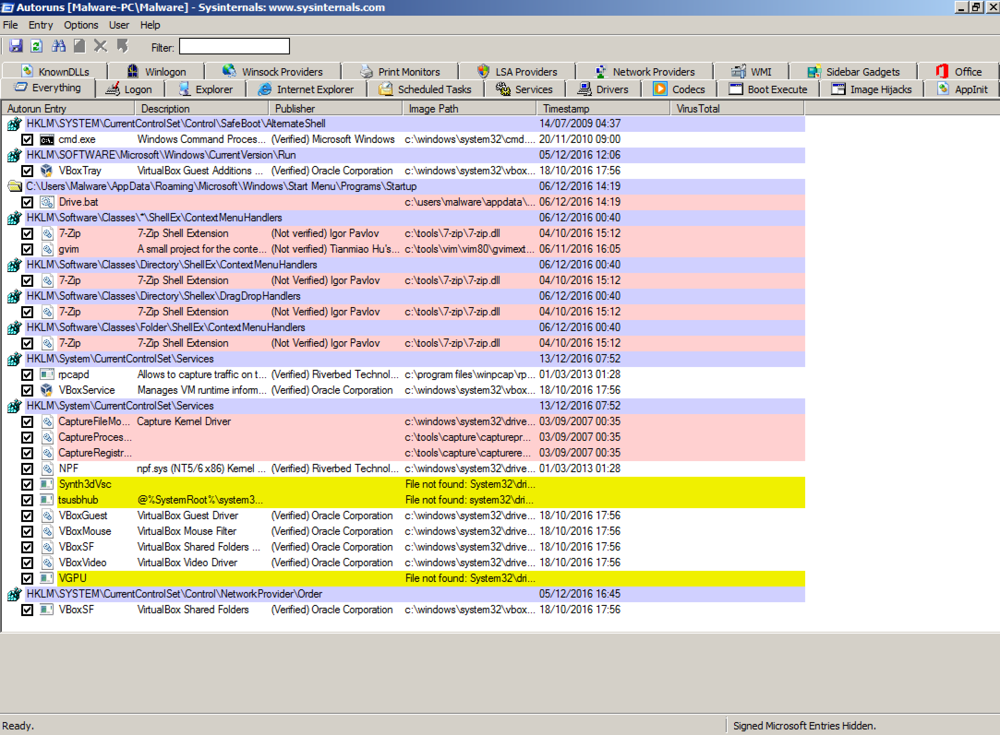 Autoruns [Malware-PC\Malware] - Sysinternals: www.sysinternals.com
File Entry Options User Help
Filter:
KnownDLLs Winlogon Winsock Providers Print Monitors LSA Providers Network Providers WMI Sidebar Gadgets Office
Everything Logon Explorer Internet Explorer Scheduled Tasks Services Drivers Codecs Boot Execute Image Hijacks AppInit
Autorun Entry Description Publisher Image Path Timestamp VirusTotal
HKLM\SYSTEM\CurrentControlSet\Control\SafeBoot\AlternateShell 14/07/2009 04:37
cmd.exe Windows Command Proces... (Verified) Microsoft Windows c:\windows\system32\cmd.... 20/11/2010 09:00
HKLM\SOFTWARE\Microsoft\Windows\CurrentVersion\Run 05/12/2016 12:06
VBoxTray VirtualBox Guest Additions ... (Verified) Oracle Corporation c:\windows\system32\vbox... 18/10/2016 17:56
C:\Users\Malware\AppData\Roaming\Microsoft\Windows\Start Menu\Programs\Startup 06/12/2016 14:19
Drive.bat c:\users\malware\appdata\... 06/12/2016 14:19
HKLM\Software\Classes\*\ShellEx\ContextMenuHandlers 06/12/2016 00:40
7-Zip 7-Zip Shell Extension (Not verified) Igor Pavlov c:\tools\7-zip\7-zip.dll 04/10/2016 15:12
gvim A small project for the conte... (Not verified) Tianmiao Hu's... c:\tools\vim\vim80\gvimext... 06/11/2016 16:05
HKLM\Software\Classes\Directory\ShellEx\ContextMenuHandlers 06/12/2016 00:40
7-Zip 7-Zip Shell Extension (Not Verified) Igor Pavlov c:\tools\7-zip\7-zip.dll 04/10/2016 15:12
HKLM\Software\Classes\Directory\Shellex\DragDropHandlers 06/12/2016 00:40
7-Zip 7-Zip Shell Extension (Not Verified) Igor Pavlov c:\tools\7-zip\7-zip.dll 04/10/2016 15:12
HKLM\Software\Classes\Folder\ShellEx\ContextMenuHandlers 06/12/2016 00:40
7-Zip 7-Zip Shell Extension (Not Verified) Igor Pavlov c:\tools\7-zip\7-zip.dll 04/10/2016 15:12
HKLM\System\CurrentControlSet\Services 13/12/2016 07:52
rpcapd Allows to capture traffic on t... (Verified) Riverbed Technol... c:\program files\winpcap\rp... 01/03/2013 01:28
VBoxService Manages VM runtime inform... (Verified) Oracle Corporation c:\windows\system32\vbox... 18/10/2016 17:56
HKLM\System\CurrentControlSet\Services 13/12/2016 07:52
CaptureFileMo... Capture Kernel Driver c:\windows\system32\drive... 03/09/2007 00:35
CaptureProces... c:\tools\capture\capturepr... 03/09/2007 00:35
CaptureRegistr... c:\tools\capture\capturere... 03/09/2007 00:35
NPF npf.sys (NT5/6 x86) Kernel ... (Verified) Riverbed Technol... c:\windows\system32\drive... 01/03/2013 01:28
Synth3dVsc File not found: System32\dri...
tsusbhub @%SystemRoot%\system3... File not found: system32\dri...
VBoxGuest VirtualBox Guest Driver (Verified) Oracle Corporation c:\windows\system32\drive... 18/10/2016 17:56
VBoxMouse VirtualBox Mouse Filter (Verified) Oracle Corporation c:\windows\system32\drive... 18/10/2016 17:56
VBoxSF VirtualBox Shared Folders ... (Verified) Oracle Corporation c:\windows\system32\drive... 18/10/2016 17:56
VBoxVideo VirtualBox Video Driver (Verified) Oracle Corporation c:\windows\system32\drive... 18/10/2016 17:56
VGPU File not found: System32\dri...
HKLM\SYSTEM\CurrentControlSet\Control\NetworkProvider\Order 05/12/2016 16:45
VBoxSF VirtualBox Shared Folders (Verified) Oracle Corporation c:\windows\system32\vbox... 18/10/2016 17:56
Ready. Signed Microsoft Entries Hidden.